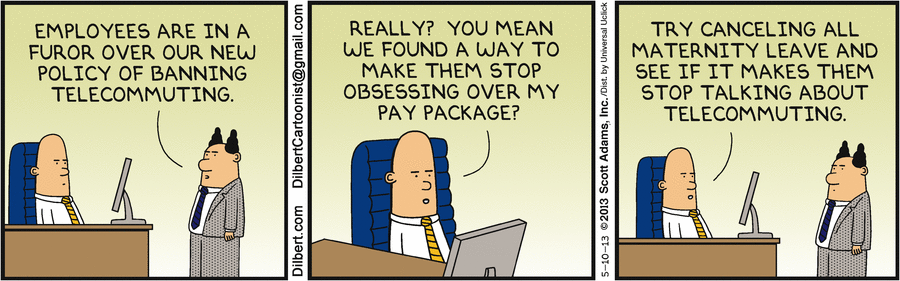 EMPLOYEES ARE IN A
FUROR OVER OUR NEW
POLICY OF BANNING
TELECOMMUTING.
Dilbert.com DilbertCartoonist@gmail.com
REALLY? YOU MEAN
WE FOUND A WAY TO
MAKE THEM STOP
OBSESSING OVER MY
PAY PACKAGE?
5-10-13 © 2013 Scott Adams, Inc. /Dist. by Universal Uclick
TRY CANCELING ALL
MATERNITY LEAVE AND
SEE IF IT MAKES THEM
STOP TALKING ABOUT
TELECOMMUTING.